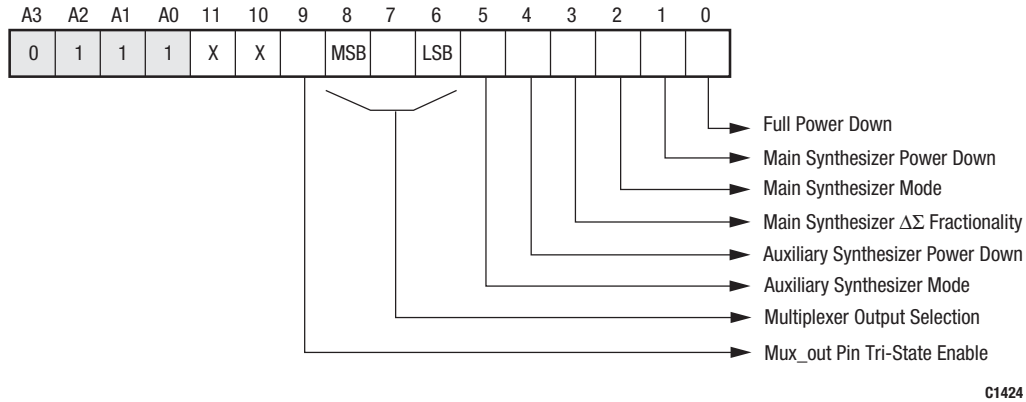 A3 A2 A1 A0 11 10 9 8 7 6 5 4 3 2 1 0
0 1 1 1 X X MSB LSB
Full Power Down
Main Synthesizer Power Down
Main Synthesizer Mode
Main Synthesizer ΔΣ Fractionality
Auxiliary Synthesizer Power Down
Auxiliary Synthesizer Mode
Multiplexer Output Selection
Mux_out Pin Tri-State Enable
C1424